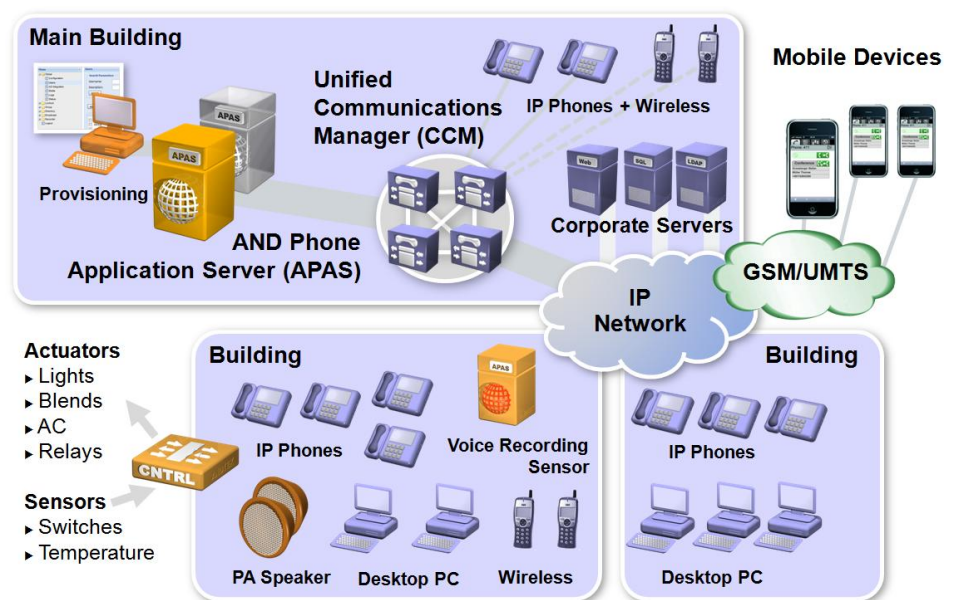 Main Building
Unified
Communications
Manager (CCM)
IP Phones + Wireless
Mobile Devices
APAS
APAS
Provisioning
Web
SQL
LDAP
Corporate Servers
AND Phone
Application Server (APAS)
GSM/UMTS
IP
Network
Actuators
▸ Lights
▸ Blends
▸ AC
▸ Relays
CNTRL
Sensors
▸ Switches
▸ Temperature
Building
APAS
IP Phones
Voice Recording
Sensor
PA Speaker
Desktop PC
Wireless
Building
IP Phones
Desktop PC